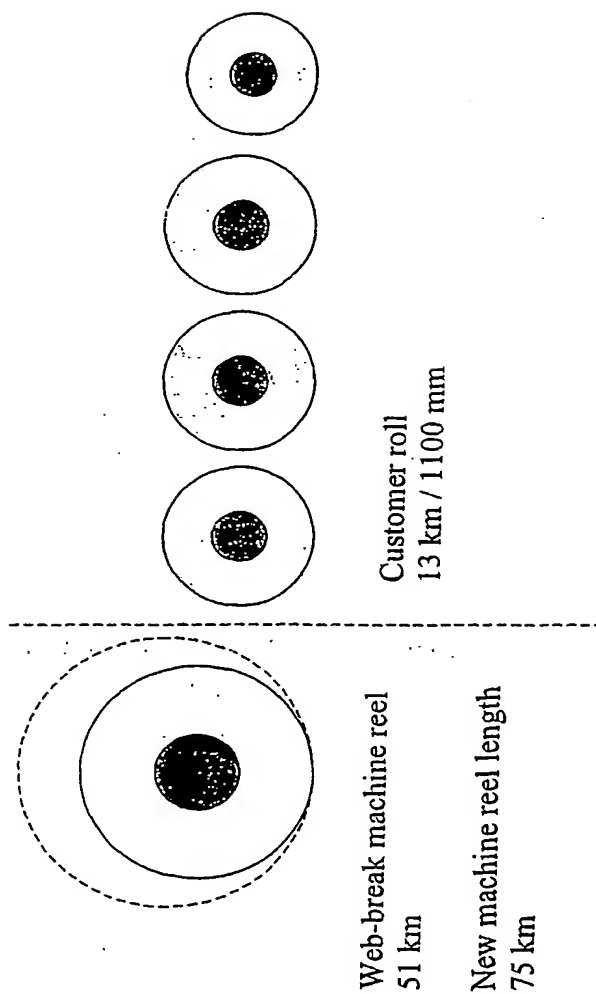 Web-break machine reel
51 km
New machine reel length
75 km
Customer roll
13 km / 1100 mm